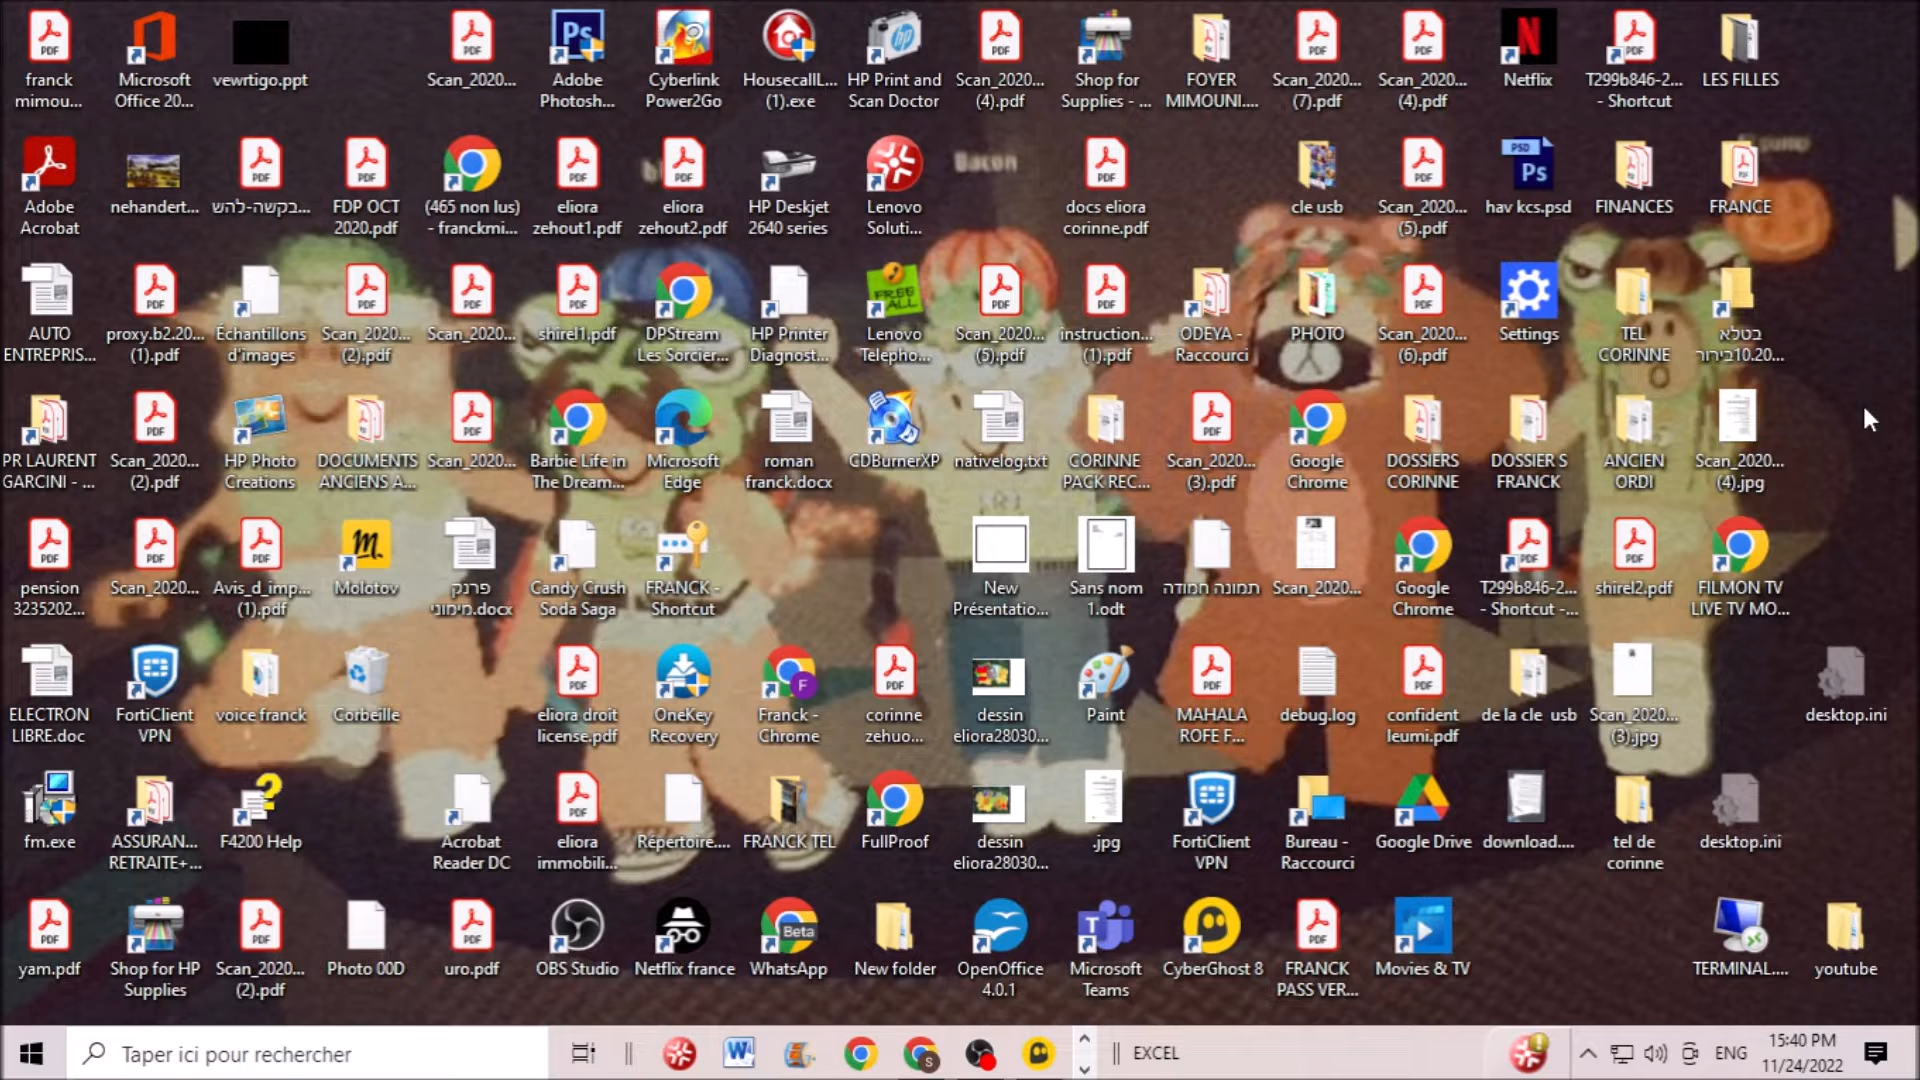 franck
mimou...
Microsoft
Office 20...
vewrtigo.ppt
Scan_2020...
Adobe
Photosh...
Cyberlink
Power2Go
HousecallL...
(1).exe
HP Print and
Scan Doctor
Scan_2020...
(4).pdf
Shop for
Supplies - ...
FOYER
MIMOUNI....
Scan_2020...
(7).pdf
Scan_2020...
(4).pdf
Netflix
T299b846-2...
- Shortcut
LES FILLES
Adobe
Acrobat
nehandert...
בקשה-להש...
FDP OCT
2020.pdf
(465 non lus)
- franckmi...
eliora
zehout1.pdf
eliora
zehout2.pdf
HP Deskjet
2640 series
Lenovo
Soluti...
Bacon
docs eliora
corinne.pdf
cle usb
Scan_2020...
(5).pdf
hav kcs.psd
FINANCES
FRANCE
AUTO
ENTREPRIS...
proxy.b2.20...
(1).pdf
Échantillons
d'images
Scan_2020...
(2).pdf
Scan_2020...
shirel1.pdf
DPStream
Les Sorcier...
HP Printer
Diagnost...
FREE
ALL
Lenovo
Telepho...
Scan_2020...
(5).pdf
instruction...
(1).pdf
ODEYA -
Raccourci
PHOTO
Scan_2020...
(6).pdf
Settings
TEL
CORINNE
בטלא
10.20בירור...
PR LAURENT
GARCINI - ...
Scan_2020...
(2).pdf
HP Photo
Creations
DOCUMENTS
ANCIENS A...
Scan_2020...
Barbie Life in
The Dream...
Microsoft
Edge
roman
franck.docx
CDBurnerXP
nativelog.txt
CORINNE
PACK REC...
Scan_2020...
(3).pdf
Google
Chrome
DOSSIERS
CORINNE
DOSSIER S
FRANCK
ANCIEN
ORDI
Scan_2020...
(4).jpg
pension
3235202...
Scan_2020...
Avis_d_imp...
(1).pdf
Molotov
פרנק
מימוני.docx
Candy Crush
Soda Saga
FRANCK -
Shortcut
New
Présentatio...
Sans nom
1.odt
תמונה חמודה
Scan_2020...
Google
Chrome
T299b846-2...
- Shortcut -...
shirel2.pdf
FILMON TV
LIVE TV MO...
ELECTRON
LIBRE.doc
FortiClient
VPN
voice franck
Corbeille
eliora droit
license.pdf
OneKey
Recovery
Franck -
Chrome
corinne
zehuo...
dessin
eliora28030...
Paint
MAHALA
ROFE F...
debug.log
confident
leumi.pdf
de la cle  usb
Scan_2020...
(3).jpg
desktop.ini
fm.exe
ASSURAN...
RETRAITE+...
F4200 Help
Acrobat
Reader DC
eliora
immobili...
Répertoire....
FRANCK TEL
FullProof
dessin
eliora28030...
.jpg
FortiClient
VPN
Bureau -
Raccourci
Google Drive
download....
tel de
corinne
desktop.ini
yam.pdf
Shop for HP
Supplies
Scan_2020...
(2).pdf
Photo 00D
uro.pdf
OBS Studio
Netflix france
Beta
WhatsApp
New folder
OpenOffice
4.0.1
Microsoft
Teams
CyberGhost 8
FRANCK
PASS VER...
Movies & TV
TERMINAL....
youtube
Taper ici pour rechercher
EXCEL
ENG
15:40 PM
11/24/2022